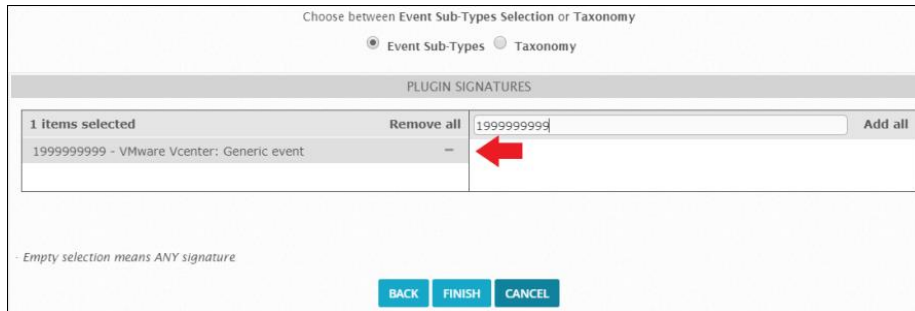 Choose between Event Sub-Types Selection or Taxonomy
Event Sub-Types Taxonomy
PLUGIN SIGNATURES
1 items selected Remove all 1999999999 Add all
1999999999 - VMware Vcenter: Generic event −
- Empty selection means ANY signature
BACK FINISH CANCEL